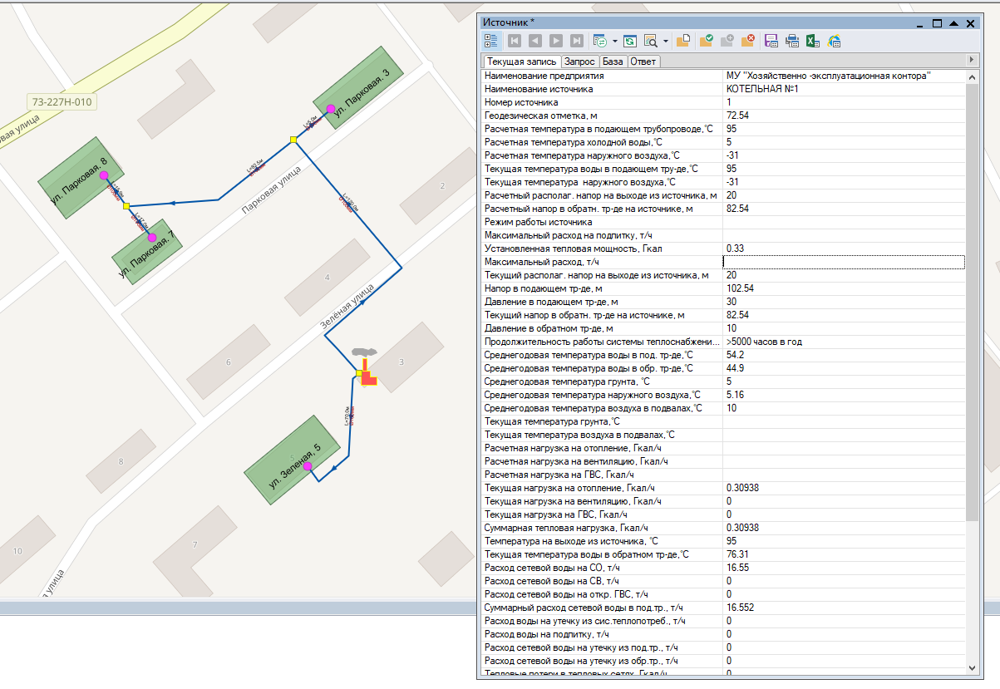 73-227Н-010
вая улица
ул. Парковая. 3
ул. Парковая. 8
ул. Парковая. 7
Парковая улица
2
4
Зелёная улица
6
3
8
ул. Зеленая, 5
7
10
я улица
Источник *
Текущая запись Запрос База Ответ
Наименование предприятия МУ "Хозяйственно -эксплуатационная контора"
Наименование источника КОТЕЛЬНАЯ №1
Номер источника 1
Геодезическая отметка, м 72.54
Расчетная температура в подающем трубопроводе,°С 95
Расчетная температура холодной воды,°С 5
Расчетная температура наружного воздуха,°С -31
Текущая температура воды в подающем тру-де,°С 95
Текущая температура наружного воздуха,°С -31
Расчетный располаг. напор на выходе из источника, м 20
Расчетный напор в обратн. тр-де на источнике, м 82.54
Режим работы источника
Максимальный расход на подпитку, т/ч
Установленная тепловая мощность, Гкал 0.33
Максимальный расход, т/ч
Текущий располаг. напор на выходе из источника, м 20
Напор в подающем тр-де, м 102.54
Давление в подающем тр-де, м 30
Текущий напор в обратн. тр-де на источнике, м 82.54
Давление в обратном тр-де, м 10
Продолжительность работы системы теплоснабжени... >5000 часов в год
Среднегодовая температура воды в под. тр-де,°С 54.2
Среднегодовая температура воды в обр. тр-де,°С 44.9
Среднегодовая температура грунта, °С 5
Среднегодовая температура наружного воздуха,°С 5.16
Среднегодовая температура воздуха в подвалах,°С 10
Текущая температура грунта,°С
Текущая температура воздуха в подвалах,°С
Расчетная нагрузка на отопление, Гкал/ч
Расчетная нагрузка на вентиляцию, Гкал/ч
Расчетная нагрузка на ГВС, Гкал/ч
Текущая нагрузка на отопление, Гкал/ч 0.30938
Текущая нагрузка на вентиляцию, Гкал/ч 0
Текущая нагрузка на ГВС, Гкал/ч 0
Суммарная тепловая нагрузка, Гкал/ч 0.30938
Температура на выходе из источника, °С 95
Текущая температура воды в обратном тр-де,°С 76.31
Расход сетевой воды на СО, т/ч 16.55
Расход сетевой воды на СВ, т/ч 0
Расход сетевой воды на откр. ГВС, т/ч 0
Суммарный расход сетевой воды в под.тр., т/ч 16.552
Расход воды на утечку из сис.теплопотреб., т/ч 0
Расход воды на подпитку, т/ч 0
Расход сетевой воды на утечку из под.тр., т/ч 0
Расход сетевой воды на утечку из обр.тр., т/ч 0
Тепловые потери в тепловых сетях, Гкал/ч 0